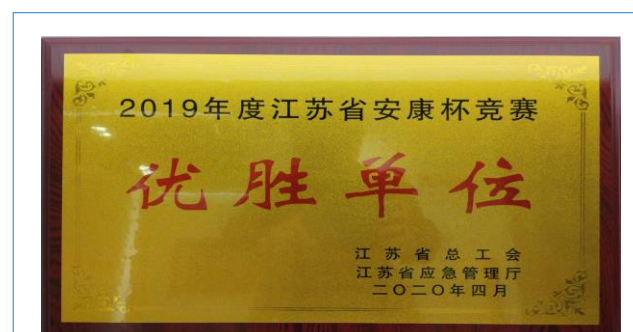 2019年度江苏省安康杯竞赛
优胜单位
江苏省总工会
江苏省应急管理厅
二〇二〇年四月